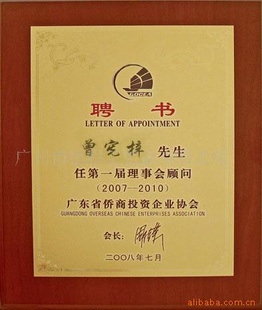 GOCEA
聘 书
LETTER OF APPOINTMENT
曾宪梓 先生
任第一届理事会顾问
(2007—2010)
广东省侨商投资企业协会
GUANGDONG OVERSEAS CHINESE ENTERPRISES ASSOCIATION
会长:
二〇〇八年七月
alibaba.com.cn